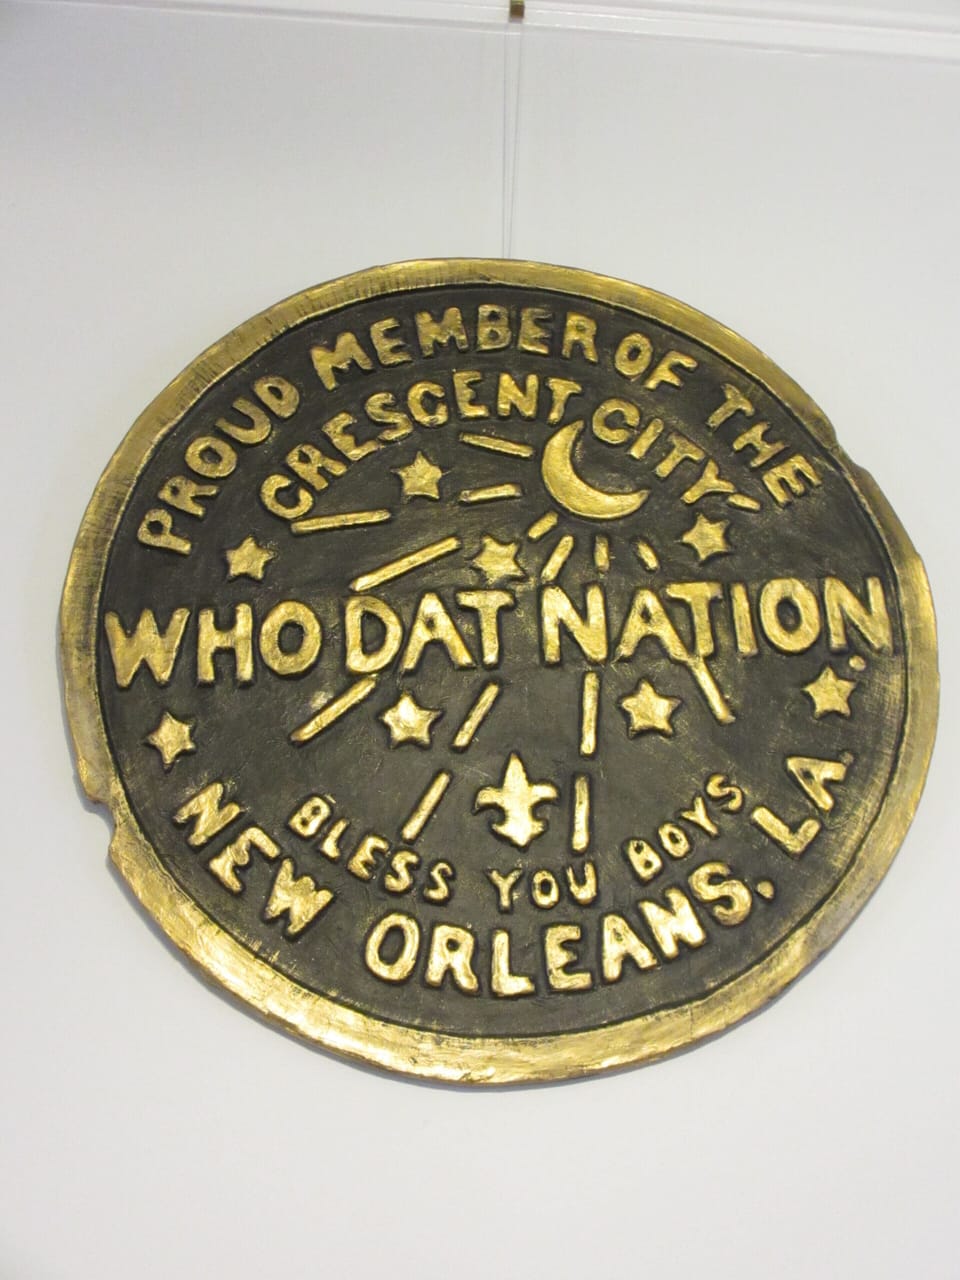 PROUD MEMBER OF THE
CRESCENT CITY
WHO DAT NATION
BLESS YOU BOYS
NEW ORLEANS. LA.